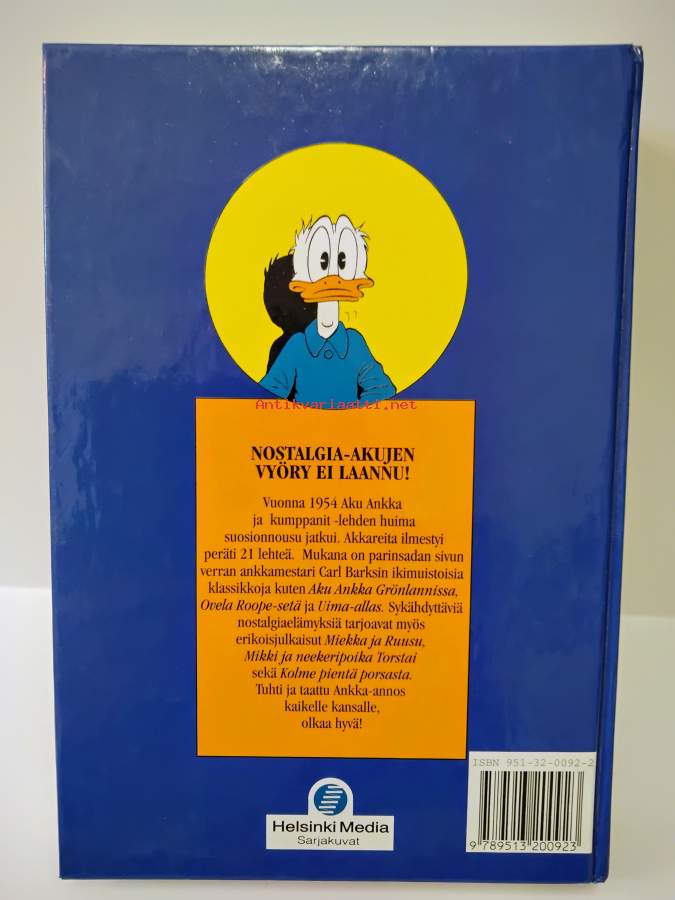 Antikvariaatti.net
NOSTALGIA-AKUJEN
VYÖRY EI LAANNU!
Vuonna 1954 Aku Ankka
ja kumppanit -lehden huima
suosionnousu jatkui. Akkareita ilmestyi
peräti 21 lehteä. Mukana on parinsadan sivun
verran ankkamestari Carl Barksin ikimuistoisia
klassikkoja kuten Aku Ankka Grönlannissa,
Ovela Roope-setä ja Uima-allas. Sykähdyttäviä
nostalgiaelämyksiä tarjoavat myös
erikoisjulkaisut Miekka ja Ruusu,
Mikki ja neekeripoika Torstai
sekä Kolme pientä porsasta.
Tuhti ja taattu Ankka-annos
kaikelle kansalle,
olkaa hyvä!
ISBN 951-32-0092-2
9 789513 200923
Helsinki Media
Sarjakuvat